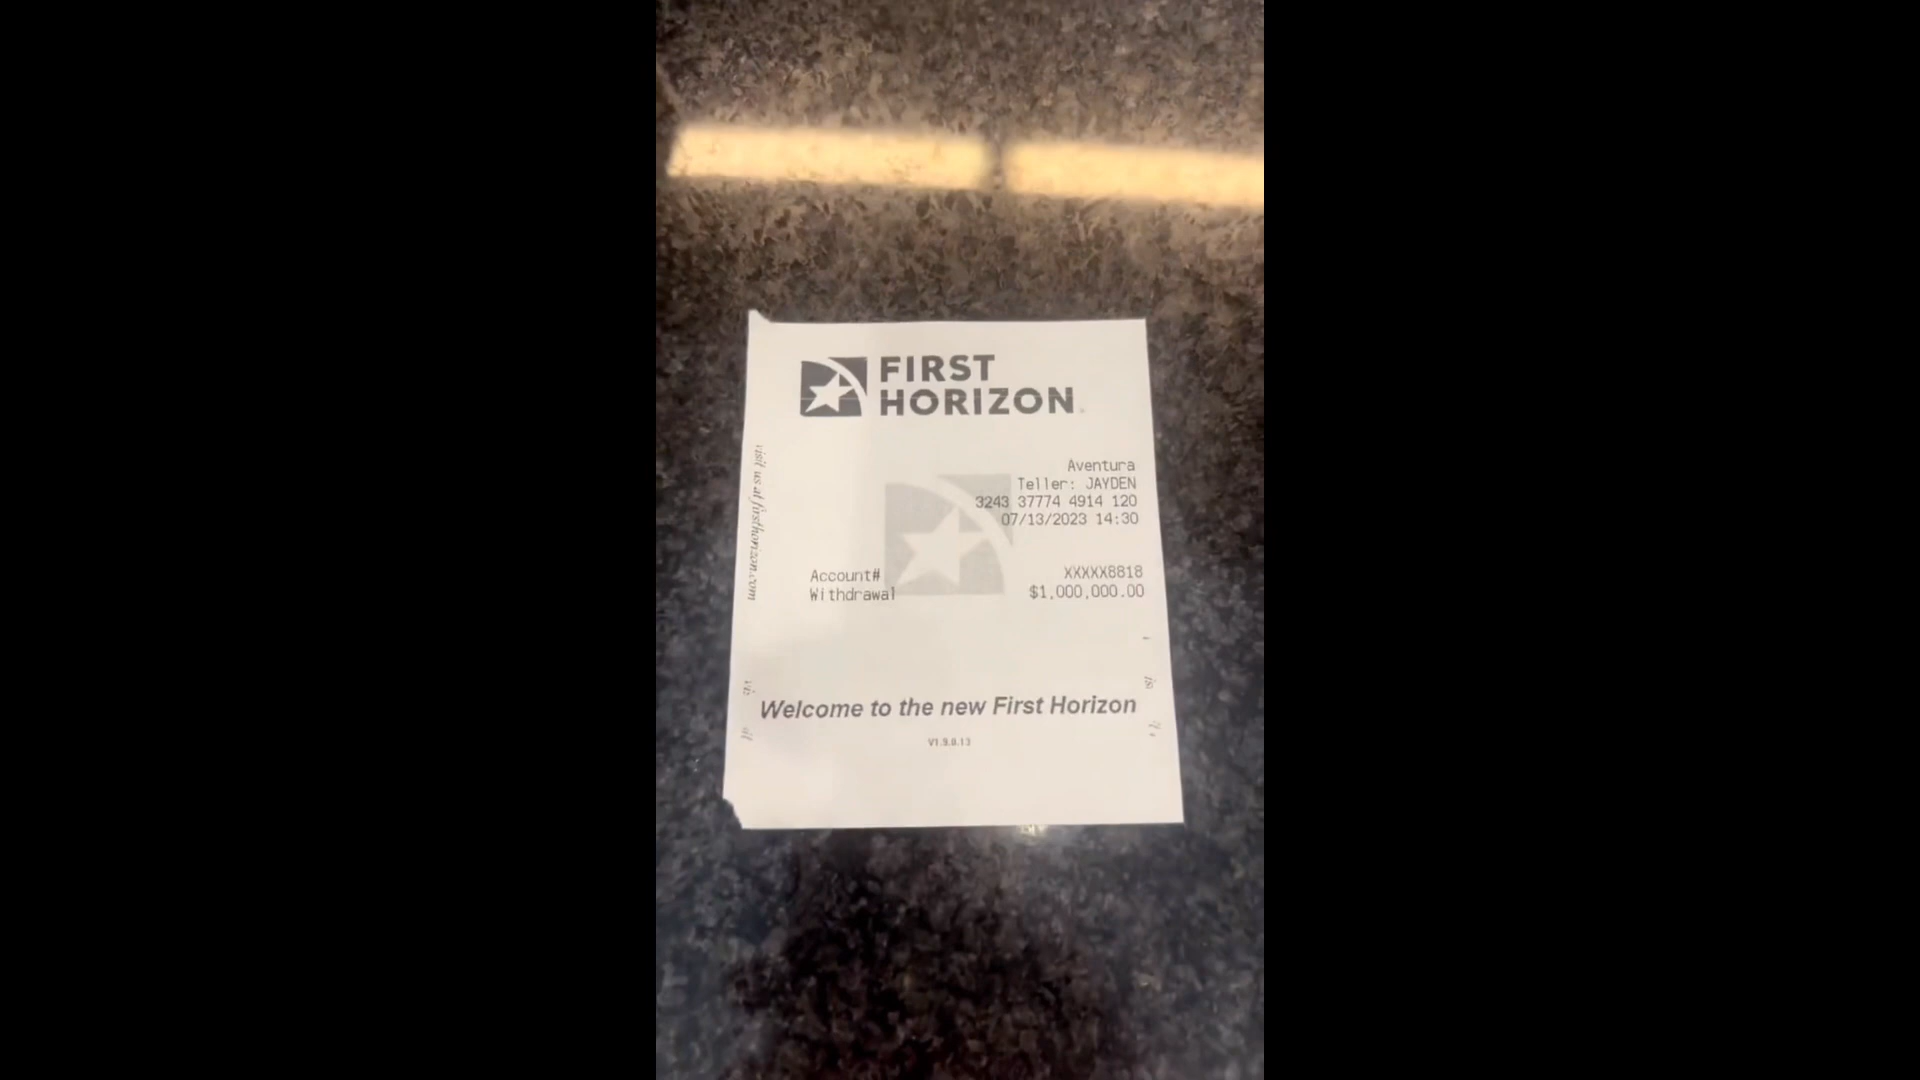 FIRST
HORIZON
Aventura
Teller: JAYDEN
3243 37774 4914 120
07/13/2023 14:30
Account# XXXXX8818
Withdrawal $1,000,000.00
visit us at firsthorizon.com
Welcome to the new First Horizon
V1.9.0.13